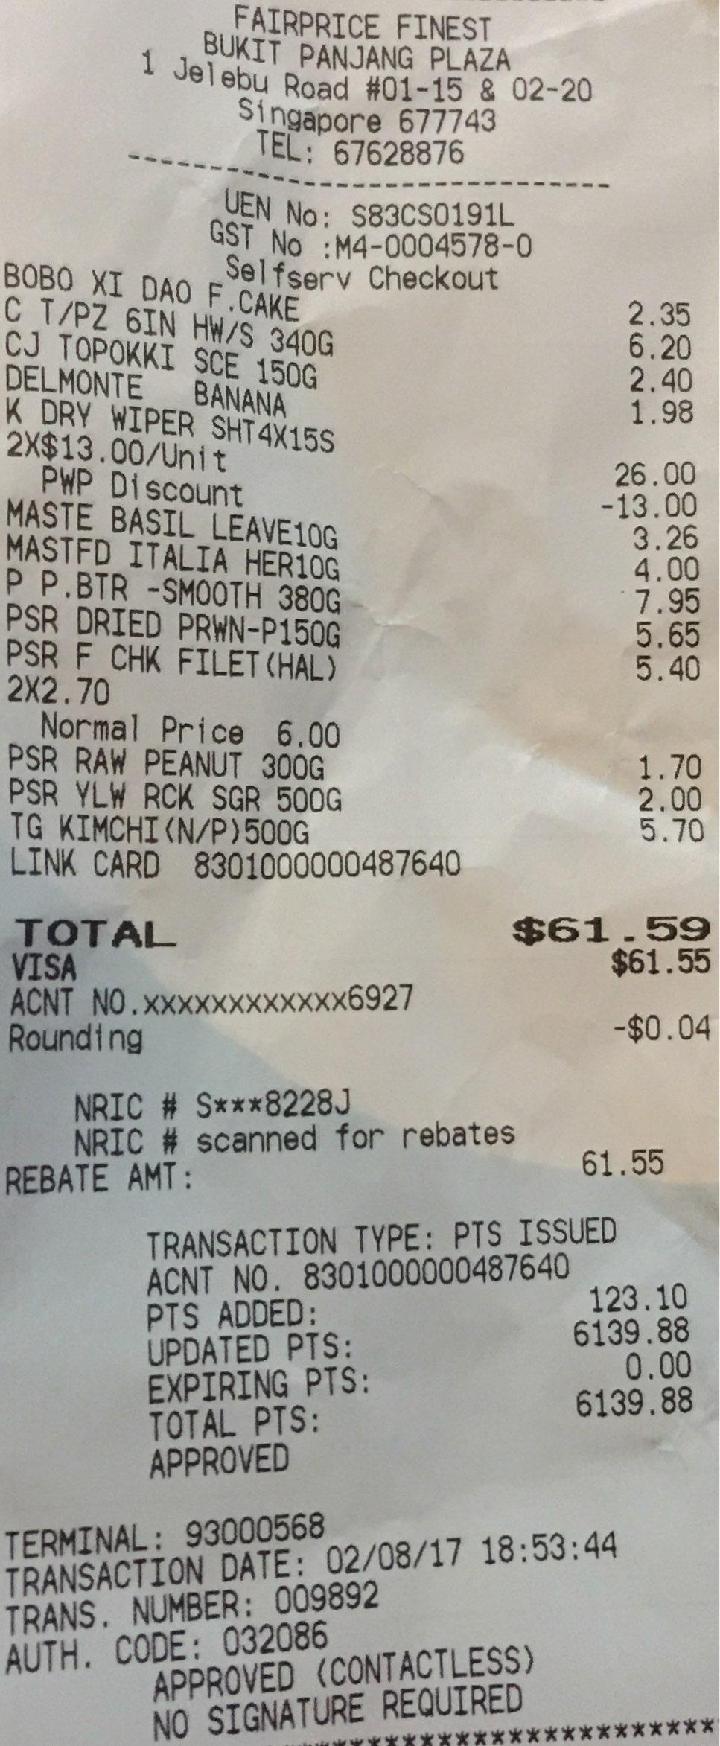 FAIRPRICE FINEST
BUKIT PANJANG PLAZA
1 Jelebu Road #01-15 & 02-20
Singapore 677743
TEL: 67628876
--------------------------------
UEN No: S83CS0191L
GST No :M4-0004578-0
Selfserv Checkout
BOBO XI DAO F.CAKE 2.35
C T/PZ 6IN HW/S 340G 6.20
CJ TOPOKKI SCE 150G 2.40
DELMONTE BANANA 1.98
K DRY WIPER SHT4X15S
2X$13.00/Unit 26.00
PWP Discount -13.00
MASTE BASIL LEAVE10G 3.26
MASTFD ITALIA HER10G 4.00
P P.BTR -SMOOTH 380G 7.95
PSR DRIED PRWN-P150G 5.65
PSR F CHK FILET(HAL) 5.40
2X2.70
Normal Price 6.00
PSR RAW PEANUT 300G 1.70
PSR YLW RCK SGR 500G 2.00
TG KIMCHI(N/P)500G 5.70
LINK CARD 8301000000487640
TOTAL $61.59
VISA $61.55
ACNT NO.xxxxxxxxxxxx6927
Rounding -$0.04
NRIC # S***8228J
NRIC # scanned for rebates
REBATE AMT: 61.55
TRANSACTION TYPE: PTS ISSUED
ACNT NO. 8301000000487640
PTS ADDED: 123.10
UPDATED PTS: 6139.88
EXPIRING PTS: 0.00
TOTAL PTS: 6139.88
APPROVED
TERMINAL: 93000568
TRANSACTION DATE: 02/08/17 18:53:44
TRANS. NUMBER: 009892
AUTH. CODE: 032086
APPROVED (CONTACTLESS)
NO SIGNATURE REQUIRED
************************